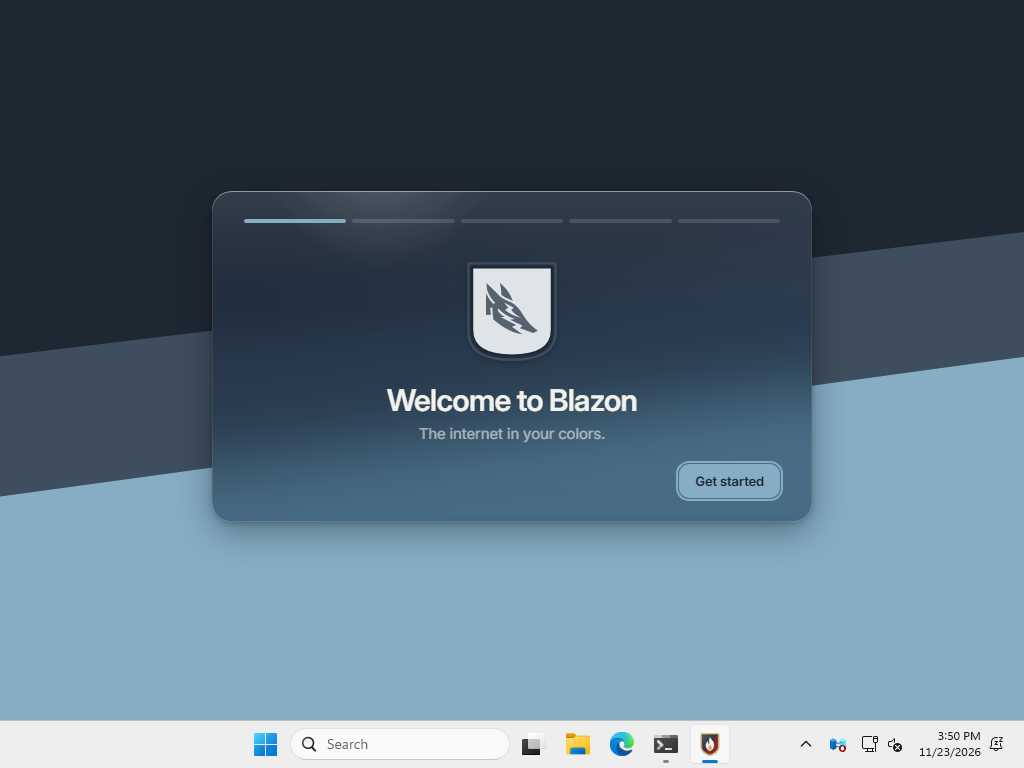 Welcome to Blazon
The internet in your colors.
Get started
Search
3:50 PM
11/23/2026